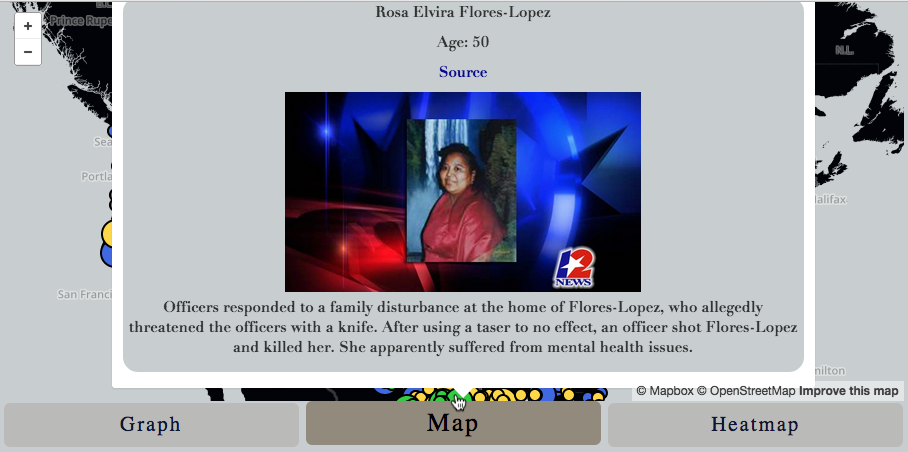 B.C.
Prince Rupe
+
−
Rosa Elvira Flores-Lopez
Age: 50
Source
N.L.
Sea
Portla
Halifax
San Franci
12
NEWS
Officers responded to a family disturbance at the home of Flores-Lopez, who allegedly
threatened the officers with a knife. After using a taser to no effect, an officer shot Flores-Lopez
and killed her. She apparently suffered from mental health issues.
milton
© Mapbox © OpenStreetMap Improve this map
Graph
Map
Heatmap